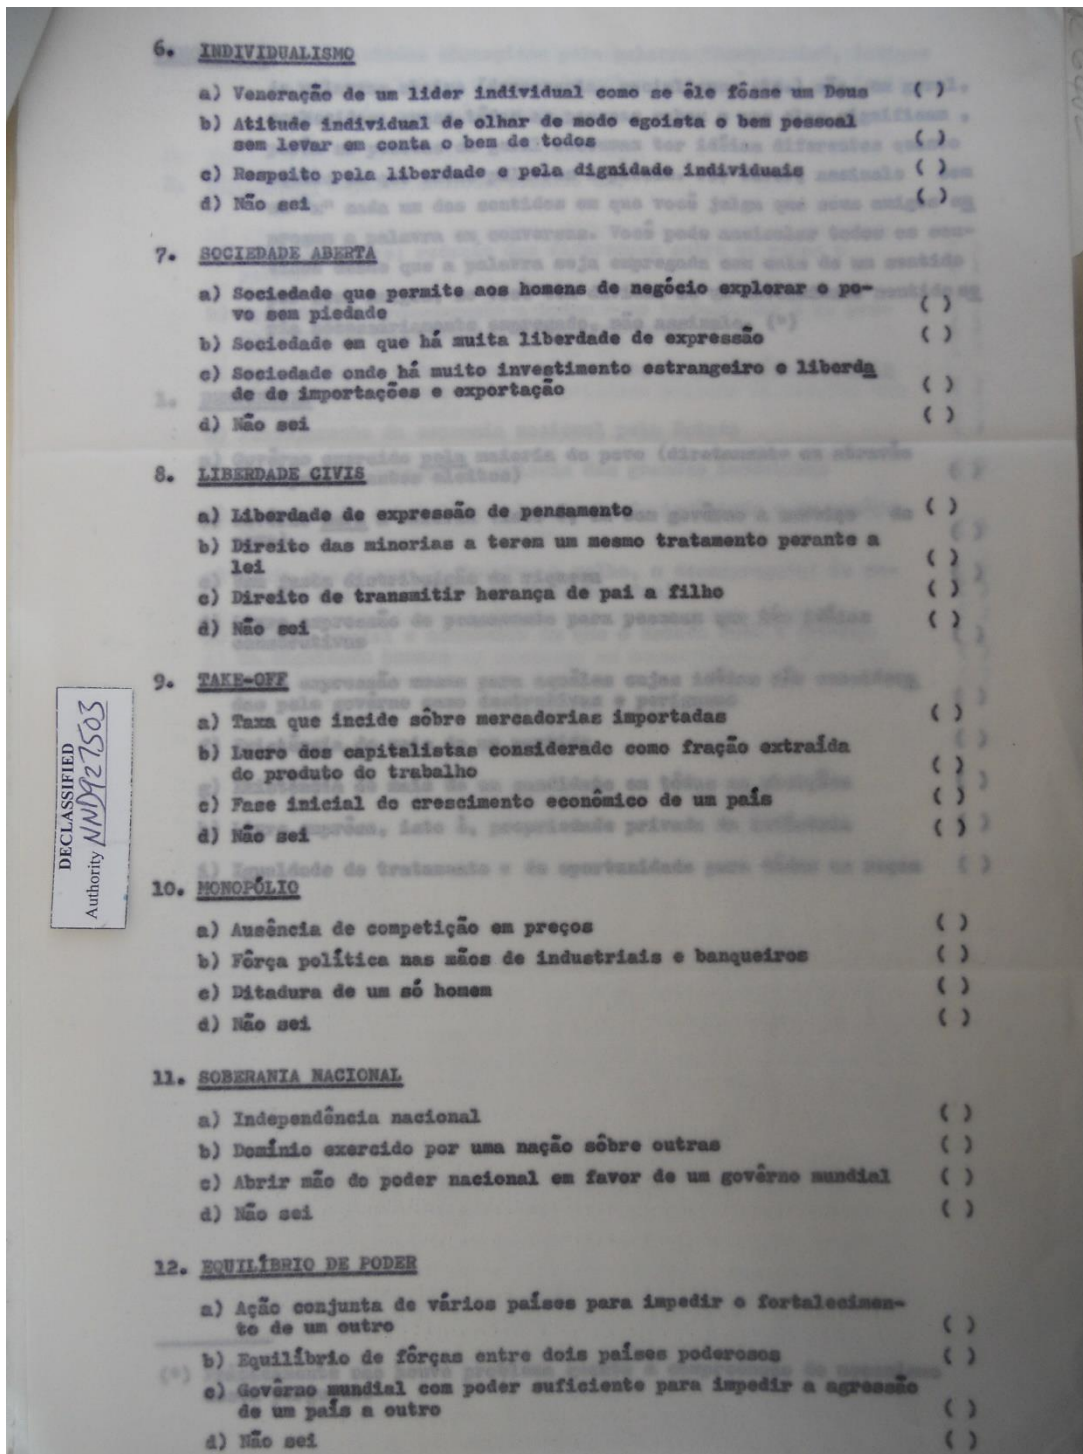 6. INDIVIDUALISMO
a) Veneração de um lider individual como se êle fôsse um Deus ( )
b) Atitude individual de olhar de modo egoista o bem pessoal
sem levar em conta o bem de todos ( )
c) Respeito pela liberdade e pela dignidade individuais ( )
d) Não sei ( )
7. SOCIEDADE ABERTA
a) Sociedade que permite aos homens de negócio explorar o po-
vo sem piedade ( )
b) Sociedade em que há muita liberdade de expressão ( )
c) Sociedade onde há muito investimento estrangeiro e liberda
de de importações e exportação ( )
d) Não sei ( )
8. LIBERDADE CIVIS
a) Liberdade de expressão de pensamento ( )
b) Direito das minorias a terem um mesmo tratamento perante a
lei ( )
c) Direito de transmitir herança de pai a filho ( )
d) Não sei ( )
9. TAKE-OFF
a) Taxa que incide sôbre mercadorias importadas ( )
b) Lucro dos capitalistas considerado como fração extraída
do produto do trabalho ( )
c) Fase inicial do crescimento econômico de um país ( )
d) Não sei ( )
10. MONOPÓLIO
a) Ausência de competição em preços ( )
b) Fôrça política nas mãos de industriais e banqueiros ( )
c) Ditadura de um só homem ( )
d) Não sei ( )
11. SOBERANIA NACIONAL
a) Independência nacional ( )
b) Domínio exercido por uma nação sôbre outras ( )
c) Abrir mão do poder nacional em favor de um govêrno mundial ( )
d) Não sei ( )
12. EQUILÍBRIO DE PODER
a) Ação conjunta de vários países para impedir o fortalecimen-
to de um outro ( )
b) Equilíbrio de fôrças entre dois países poderosos ( )
c) Govêrno mundial com poder suficiente para impedir a agressão
de um país a outro ( )
d) Não sei ( )
DECLASSIFIED
Authority NND927503